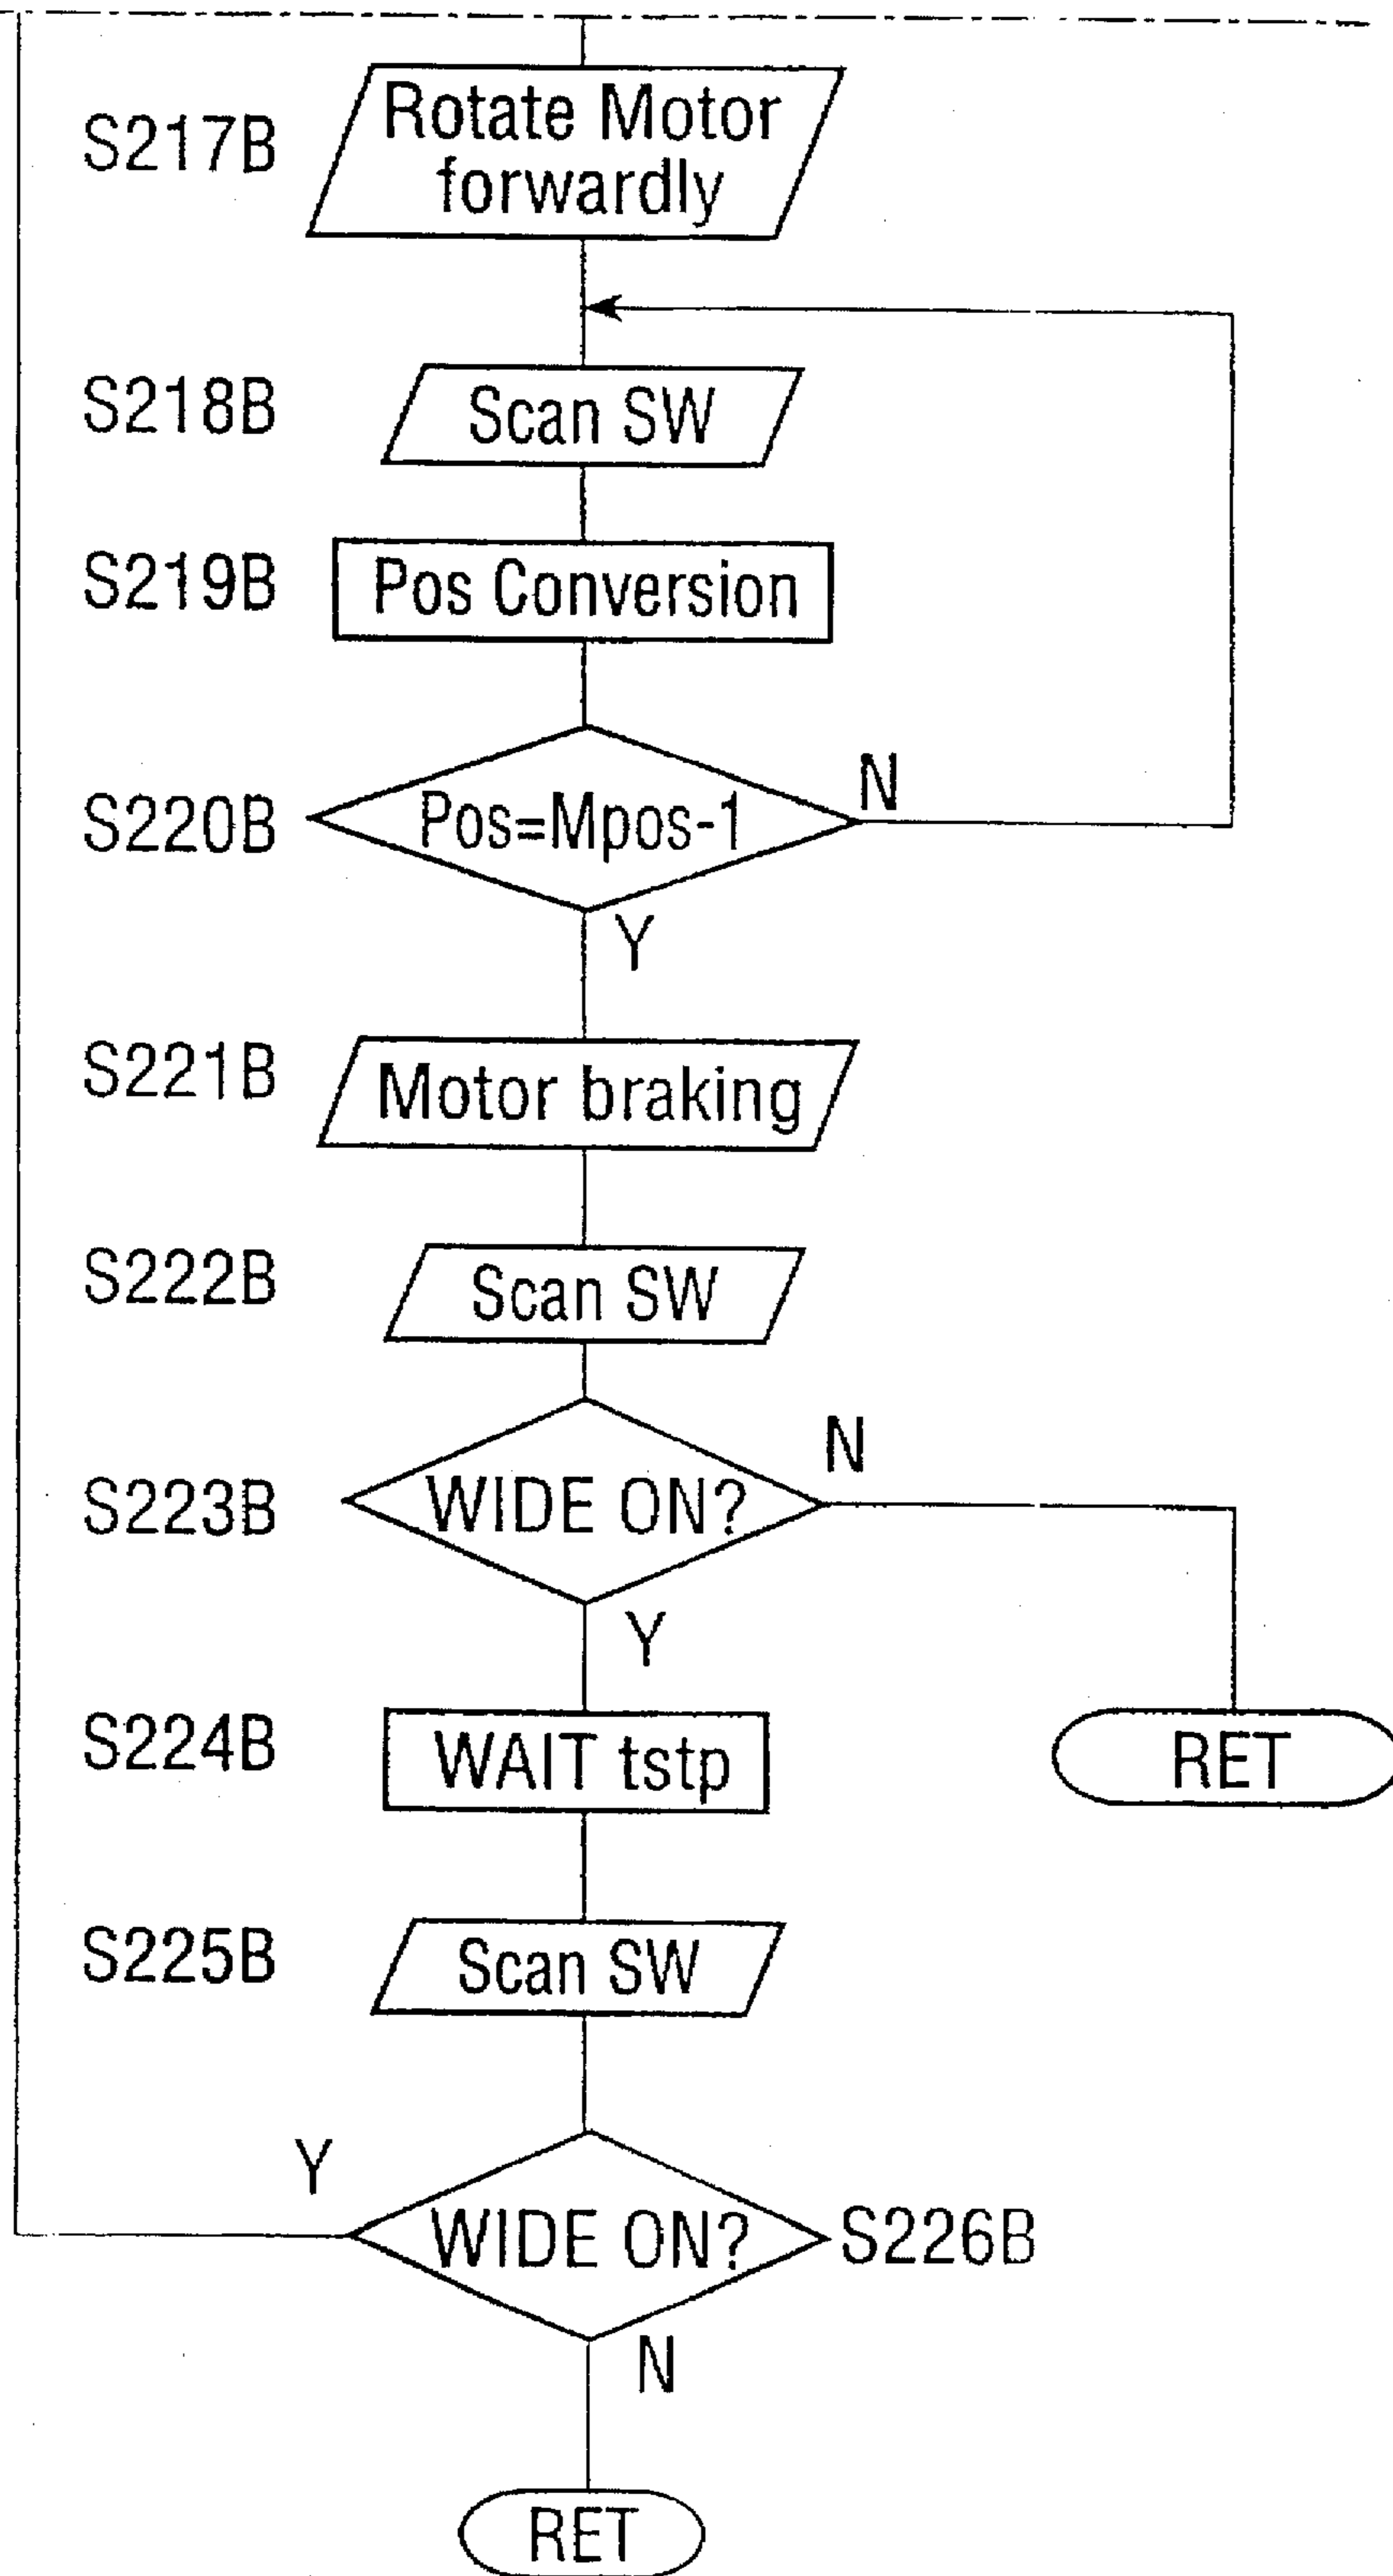 S217B
Rotate Motor
forwardly
S218B
Scan SW
S219B
Pos Conversion
S220B
Pos=Mpos-1
N
Y
S221B
Motor braking
S222B
Scan SW
S223B
WIDE ON?
N
Y
S224B
WAIT tstp
RET
S225B
Scan SW
Y
WIDE ON?
S226B
N
RET